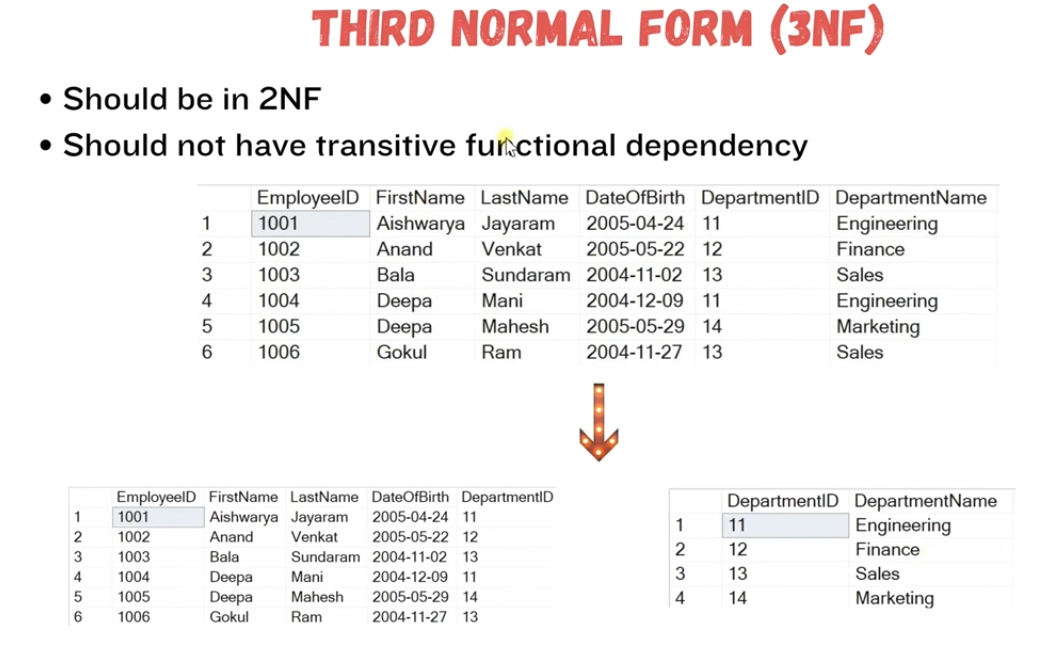 THIRD NORMAL FORM (3NF)
• Should be in 2NF
• Should not have transitive functional dependency
EmployeeID FirstName LastName DateOfBirth DepartmentID DepartmentName
1 1001 Aishwarya Jayaram 2005-04-24 11 Engineering
2 1002 Anand Venkat 2005-05-22 12 Finance
3 1003 Bala Sundaram 2004-11-02 13 Sales
4 1004 Deepa Mani 2004-12-09 11 Engineering
5 1005 Deepa Mahesh 2005-05-29 14 Marketing
6 1006 Gokul Ram 2004-11-27 13 Sales
EmployeeID FirstName LastName DateOfBirth DepartmentID
1 1001 Aishwarya Jayaram 2005-04-24 11
2 1002 Anand Venkat 2005-05-22 12
3 1003 Bala Sundaram 2004-11-02 13
4 1004 Deepa Mani 2004-12-09 11
5 1005 Deepa Mahesh 2005-05-29 14
6 1006 Gokul Ram 2004-11-27 13
DepartmentID DepartmentName
1 11 Engineering
2 12 Finance
3 13 Sales
4 14 Marketing